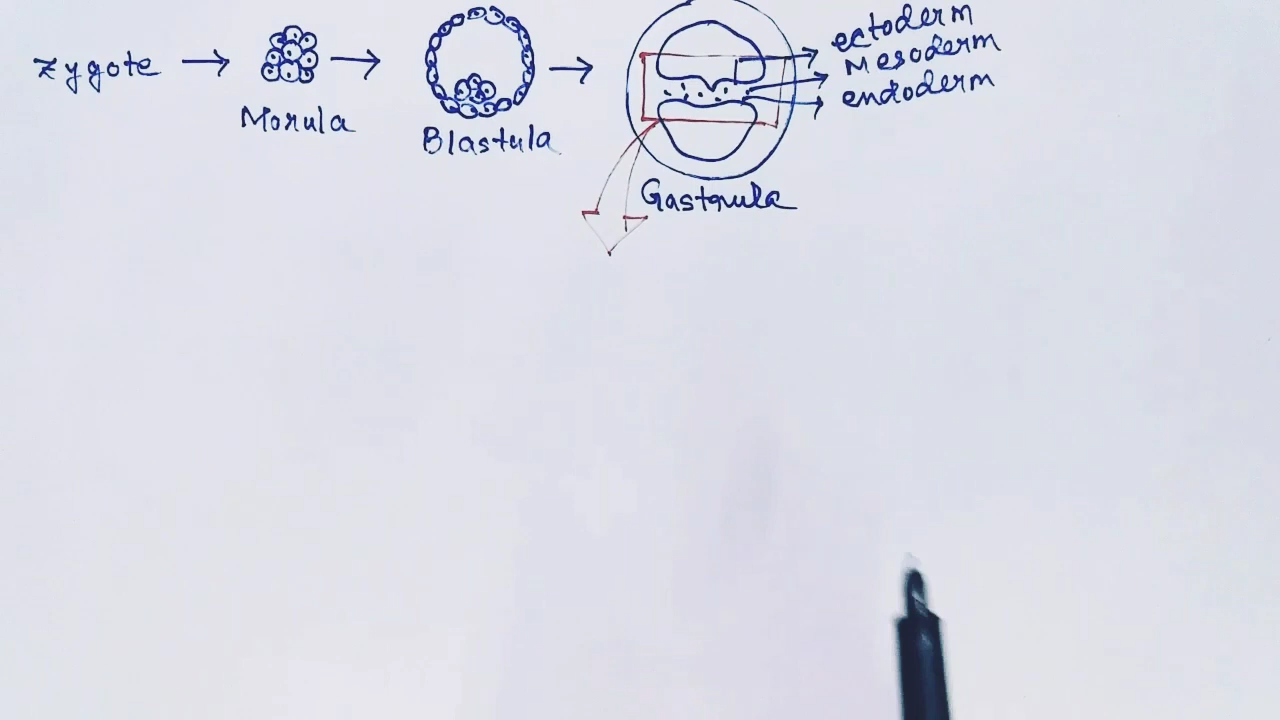 zygote
Morula
Blastula
Gastrula
ectoderm
Mesoderm
endoderm